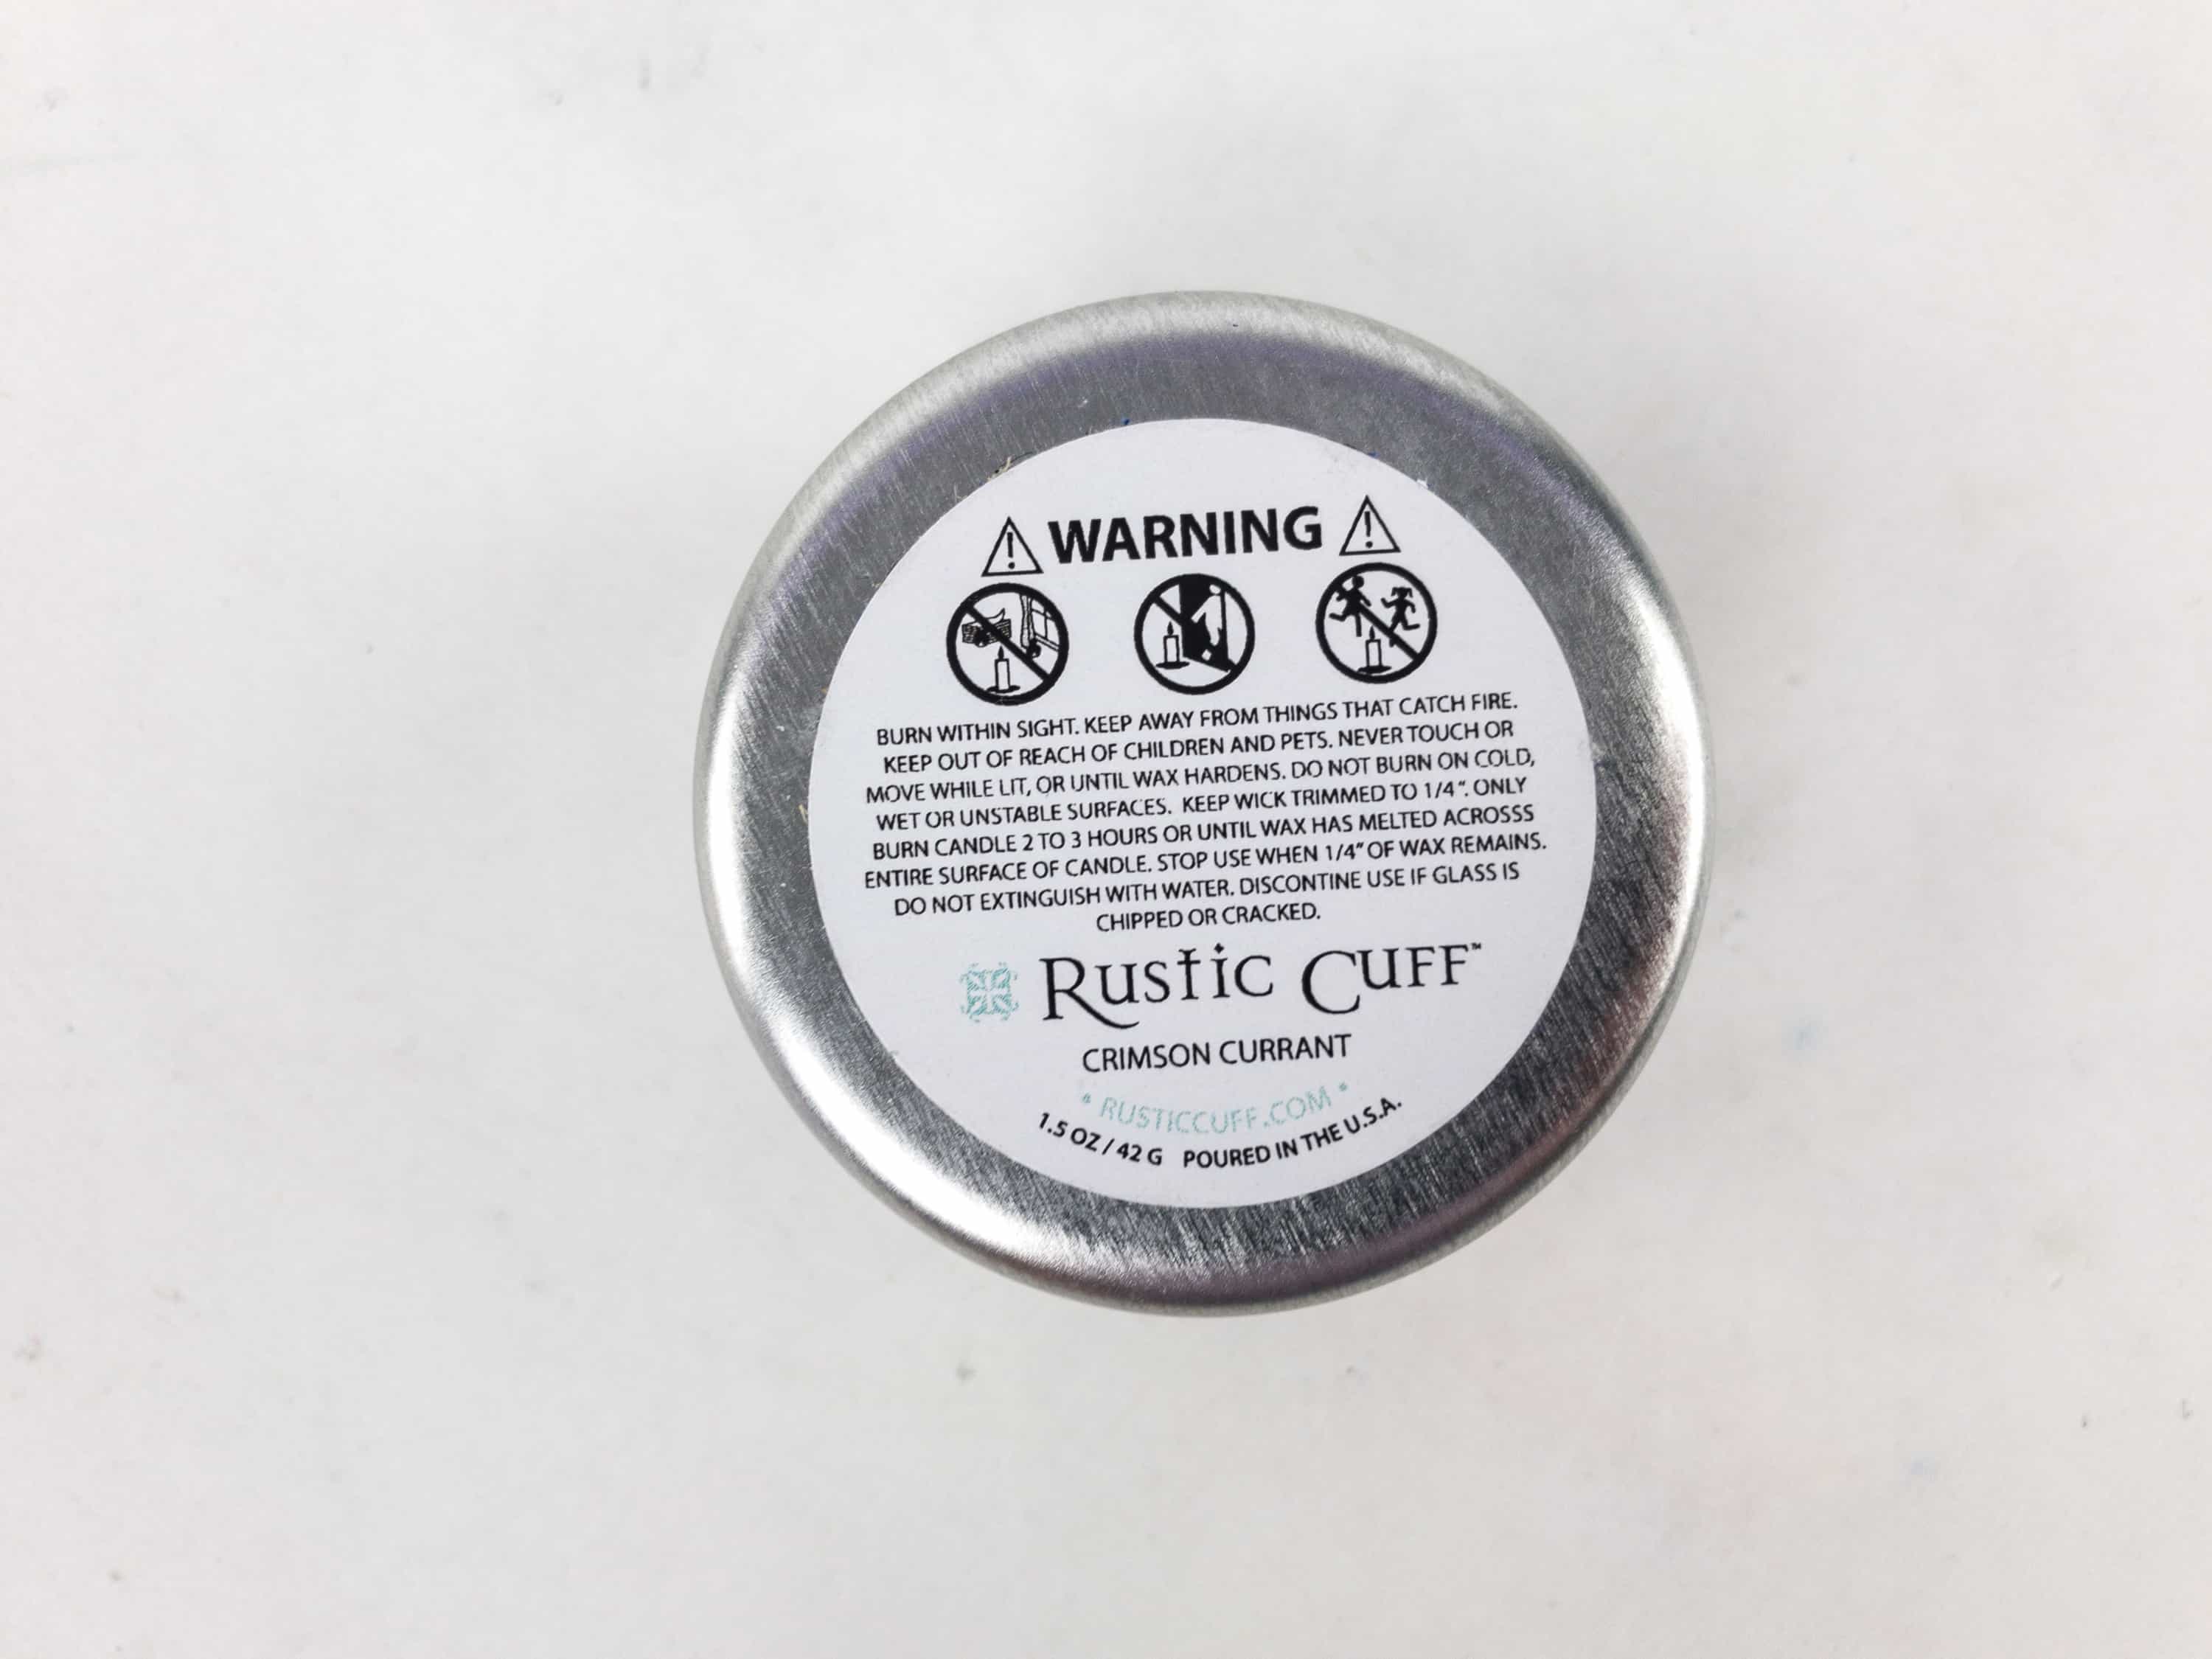 WARNING
BURN WITHIN SIGHT. KEEP AWAY FROM THINGS THAT CATCH FIRE.
KEEP OUT OF REACH OF CHILDREN AND PETS. NEVER TOUCH OR
MOVE WHILE LIT, OR UNTIL WAX HARDENS. DO NOT BURN ON COLD,
WET OR UNSTABLE SURFACES. KEEP WICK TRIMMED TO 1/4". ONLY
BURN CANDLE 2 TO 3 HOURS OR UNTIL WAX HAS MELTED ACROSSS
ENTIRE SURFACE OF CANDLE. STOP USE WHEN 1/4" OF WAX REMAINS.
DO NOT EXTINGUISH WITH WATER. DISCONTINE USE IF GLASS IS
CHIPPED OR CRACKED.
RUSTIC CUFF™
CRIMSON CURRANT
• RUSTICCUFF.COM •
1.5 OZ / 42 G POURED IN THE U.S.A.